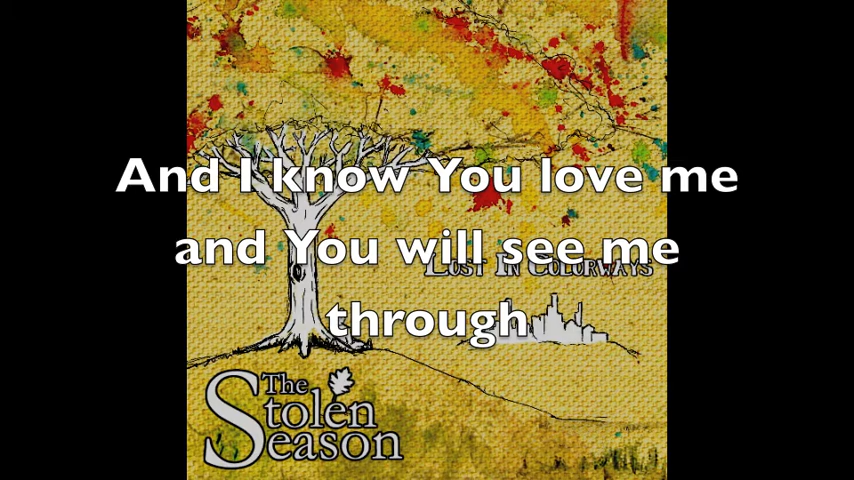 And I know You love me
and You will see me
Lost In Colorways
through
The
Stolen
Season